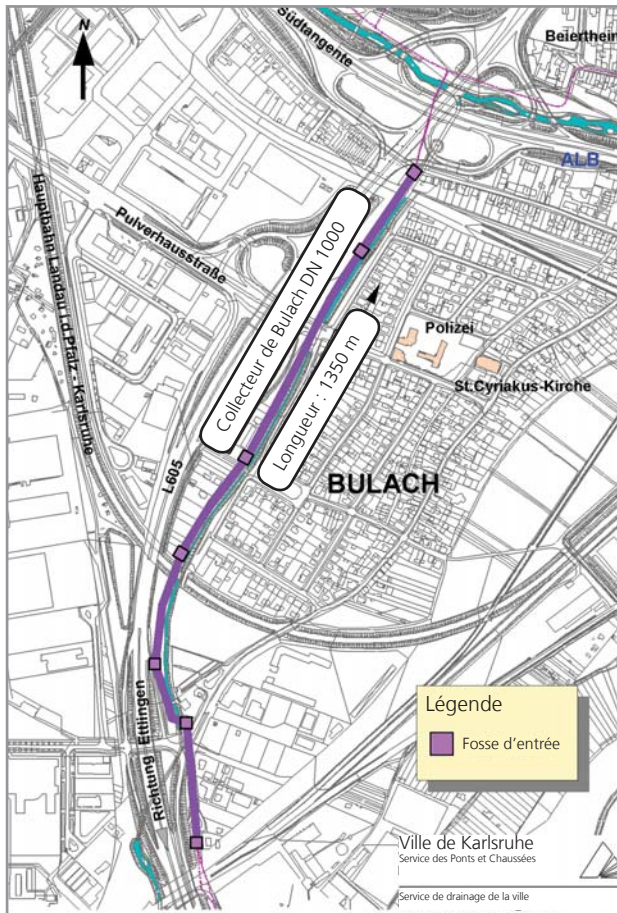 N
Südtangente
Beiertheim
ALB
Hauptbahn Landau i.d.Pfalz - Karlsruhe
Pulverhausstraße
Collecteur de Bulach DN 1000
Longueur : 1350 m
Polizei
St.Cyriakus-Kirche
L605
BULACH
Richtung Ettlingen
Légende
Fosse d'entrée
Ville de Karlsruhe
Service des Ponts et Chaussées
Service de drainage de la ville